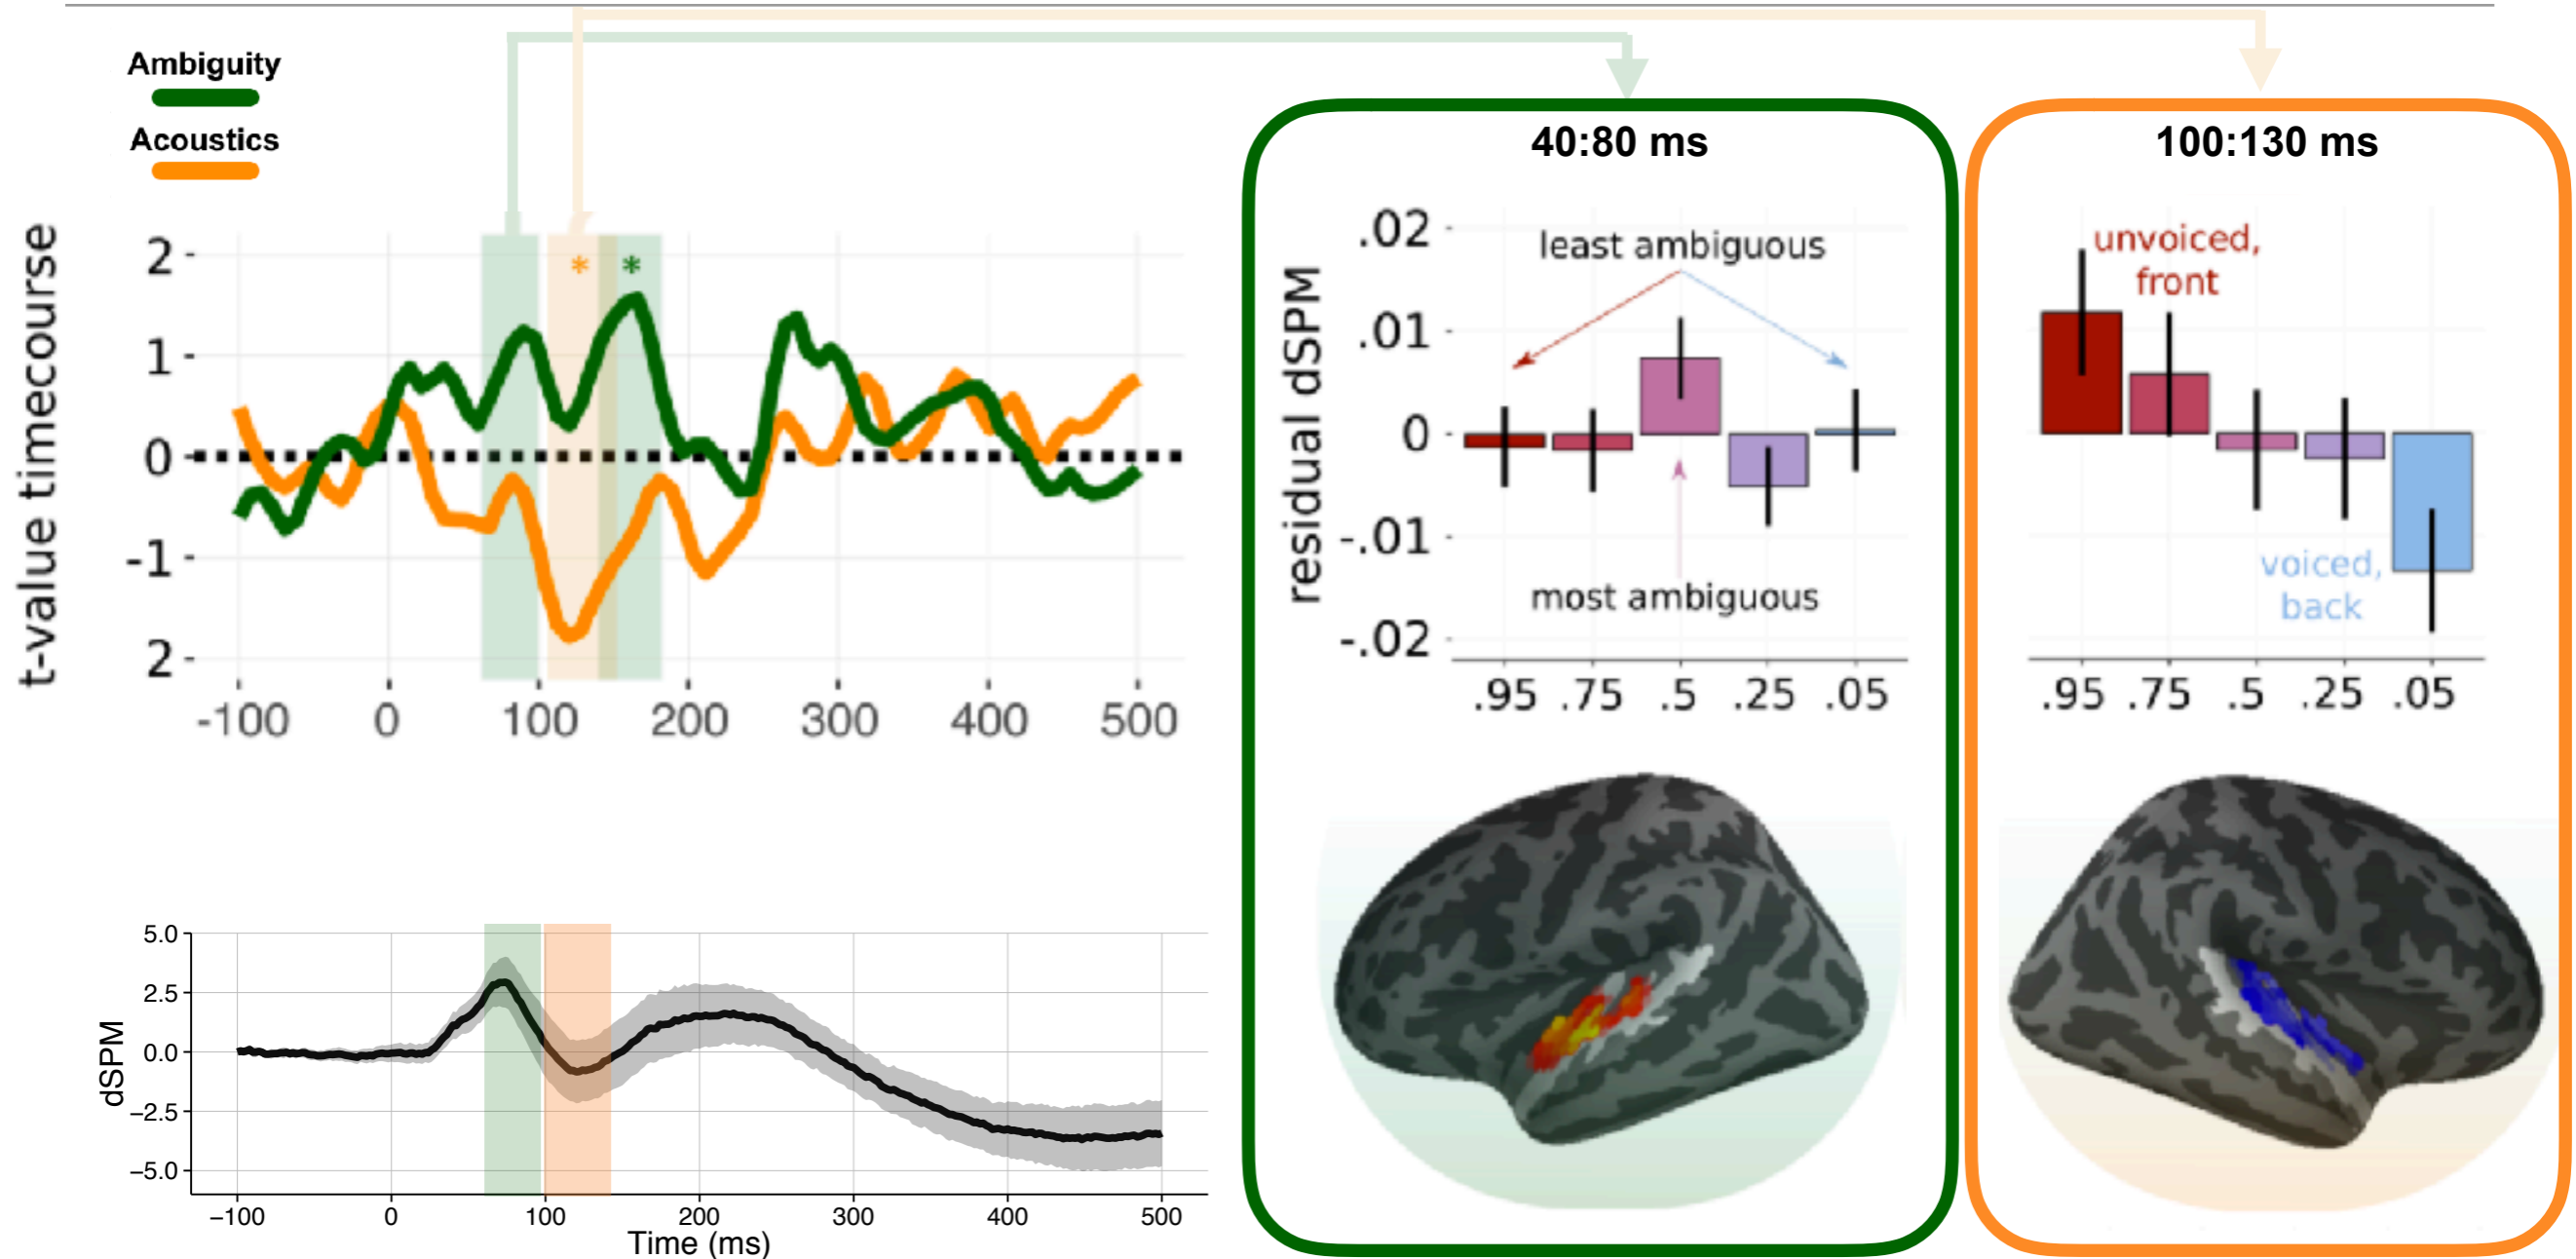 Ambiguity
Acoustics
t-value timecourse
2
1
0
-1
2
* *
-100 0 100 200 300 400 500
dSPM
5.0
2.5
0.0
−2.5
−5.0
−100 0 100 200 300 400 500
Time (ms)
40:80 ms
residual dSPM
.02
.01
0
-.01
-.02
least ambiguous
most ambiguous
.95 .75 .5 .25 .05
100:130 ms
unvoiced,
front
voiced,
back
.95 .75 .5 .25 .05